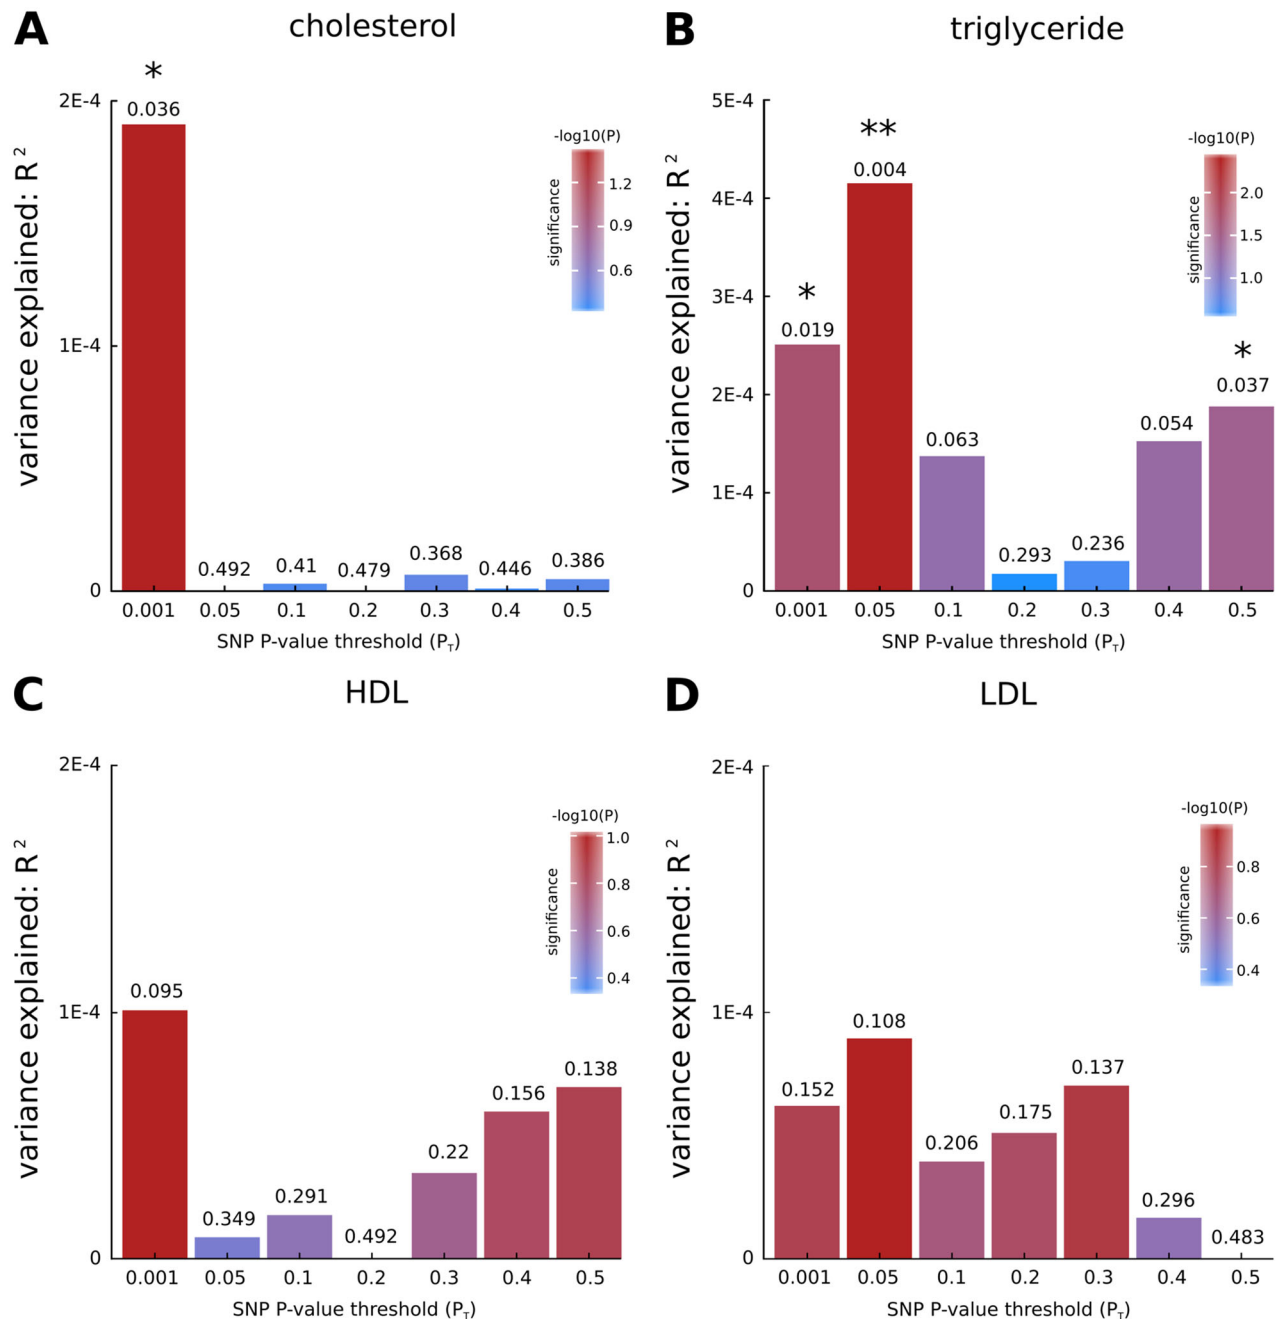 A
cholesterol
*
2E-4
0.036
-log10(P)
1.2
0.9
0.6
significance
variance explained: R²
1E-4
0.492
0.41
0.479
0.368
0.446
0.386
0
0.001 0.05 0.1 0.2 0.3 0.4 0.5
SNP P-value threshold (P_T)
B
triglyceride
5E-4
**
0.004
-log10(P)
2.0
1.5
1.0
significance
variance explained: R²
4E-4
3E-4
*
0.019
*
0.037
2E-4
0.063
0.054
1E-4
0.293
0.236
0
0.001 0.05 0.1 0.2 0.3 0.4 0.5
SNP P-value threshold (P_T)
C
HDL
2E-4
-log10(P)
1.0
0.8
0.6
0.4
significance
variance explained: R²
0.095
1E-4
0.349
0.291
0.492
0.22
0.156
0.138
0
0.001 0.05 0.1 0.2 0.3 0.4 0.5
SNP P-value threshold (P_T)
D
LDL
2E-4
-log10(P)
0.8
0.6
0.4
significance
variance explained: R²
1E-4
0.152
0.108
0.206
0.175
0.137
0.296
0.483
0
0.001 0.05 0.1 0.2 0.3 0.4 0.5
SNP P-value threshold (P_T)